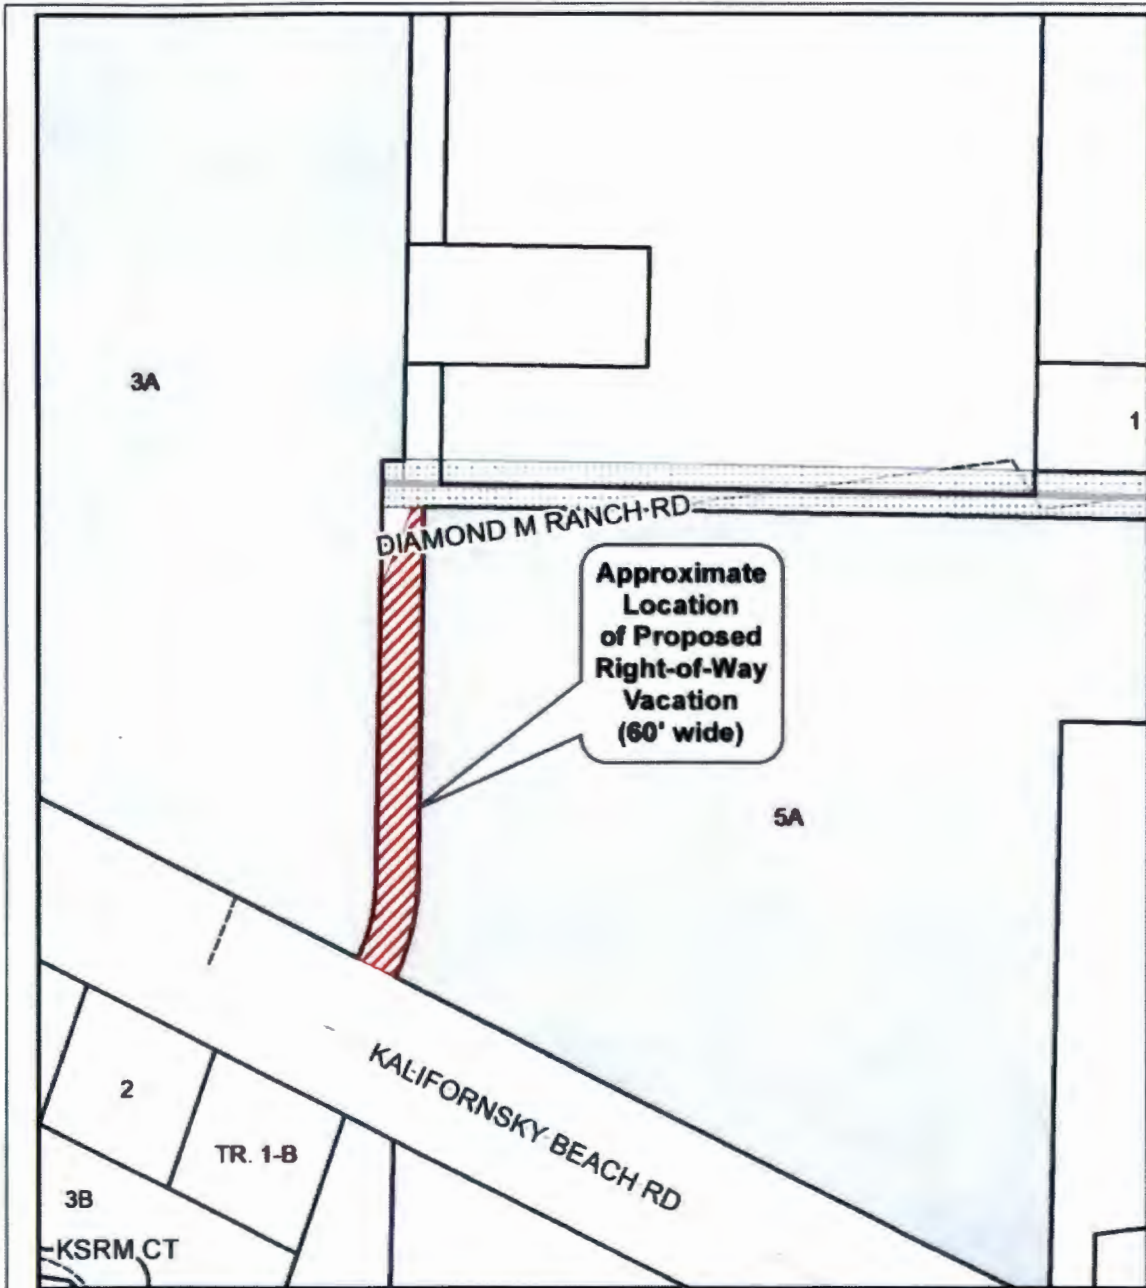 3A
1
DIAMOND M RANCH RD
Approximate
Location
of Proposed
Right-of-Way
Vacation
(60' wide)
5A
KALIFORNSKY BEACH RD
2
TR. 1-B
3B
KSRM CT